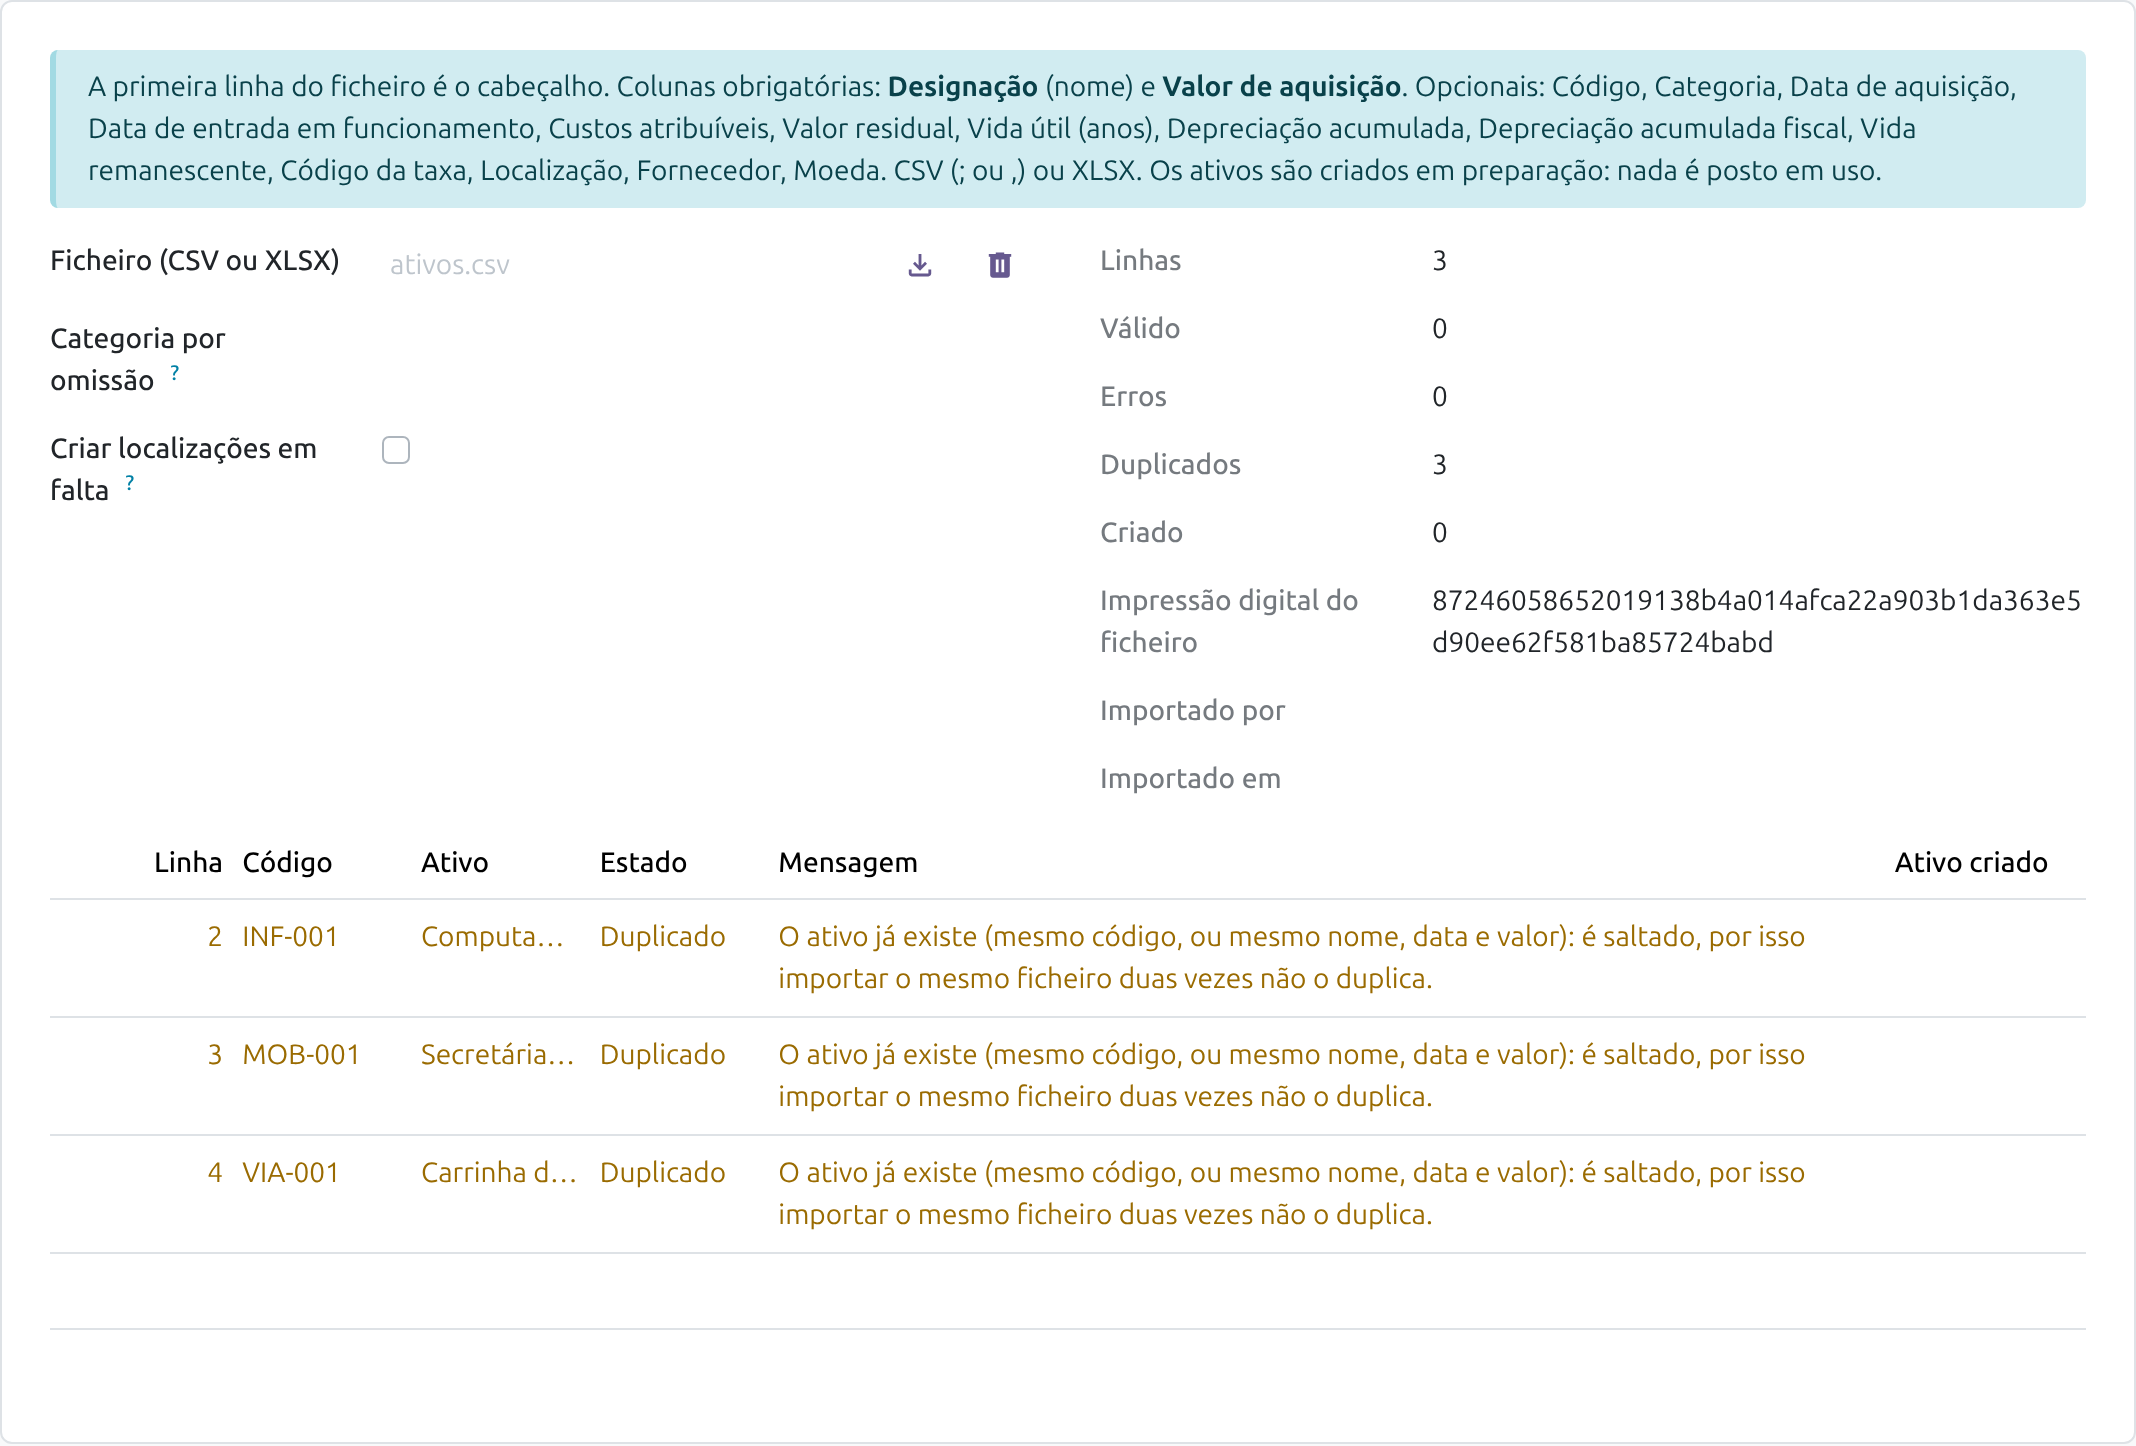 A primeira linha do ficheiro é o cabeçalho. Colunas obrigatórias: Designação (nome) e Valor de aquisição. Opcionais: Código, Categoria, Data de aquisição,
Data de entrada em funcionamento, Custos atribuíveis, Valor residual, Vida útil (anos), Depreciação acumulada, Depreciação acumulada fiscal, Vida
remanescente, Código da taxa, Localização, Fornecedor, Moeda. CSV (; ou ,) ou XLSX. Os ativos são criados em preparação: nada é posto em uso.
Ficheiro (CSV ou XLSX) ativos.csv
Categoria por
omissão ?
Criar localizações em
falta ?
Linhas 3
Válido 0
Erros 0
Duplicados 3
Criado 0
Impressão digital do 87246058652019138b4a014afca22a903b1da363e5
ficheiro d90ee62f581ba85724babd
Importado por
Importado em
Linha Código Ativo Estado Mensagem Ativo criado
2 INF-001 Computa... Duplicado O ativo já existe (mesmo código, ou mesmo nome, data e valor): é saltado, por isso
importar o mesmo ficheiro duas vezes não o duplica.
3 MOB-001 Secretária... Duplicado O ativo já existe (mesmo código, ou mesmo nome, data e valor): é saltado, por isso
importar o mesmo ficheiro duas vezes não o duplica.
4 VIA-001 Carrinha d... Duplicado O ativo já existe (mesmo código, ou mesmo nome, data e valor): é saltado, por isso
importar o mesmo ficheiro duas vezes não o duplica.